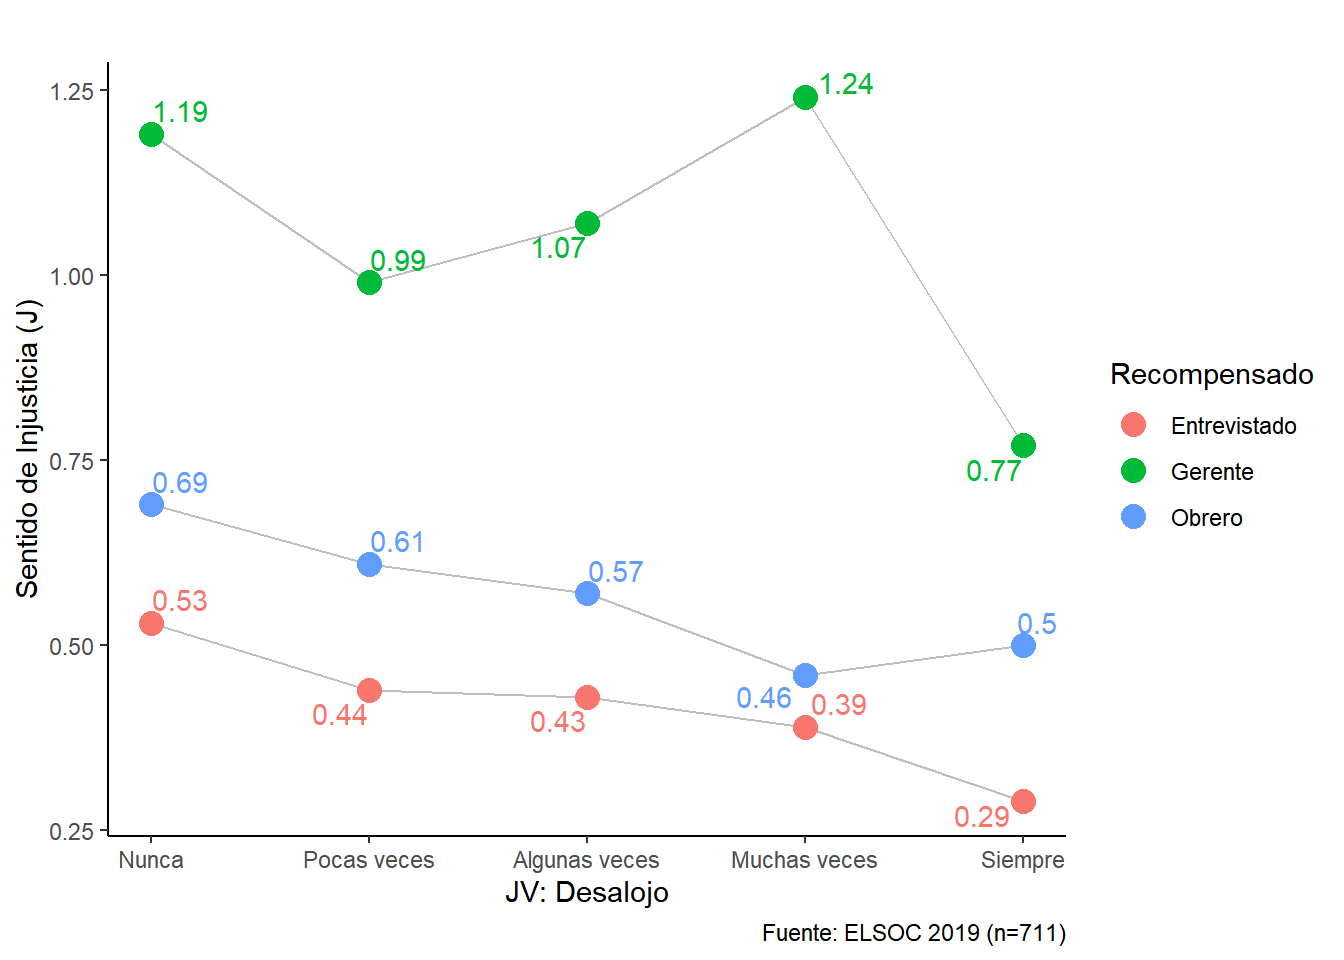 1.25
1.00
0.75
0.50
0.25
Sentido de Injusticia (J)
1.19
0.99
1.07
1.24
0.77
0.69
0.61
0.57
0.46
0.5
0.53
0.44
0.43
0.39
0.29
Nunca
Pocas veces
Algunas veces
Muchas veces
Siempre
JV: Desalojo
Fuente: ELSOC 2019 (n=711)
Recompensado
Entrevistado
Gerente
Obrero